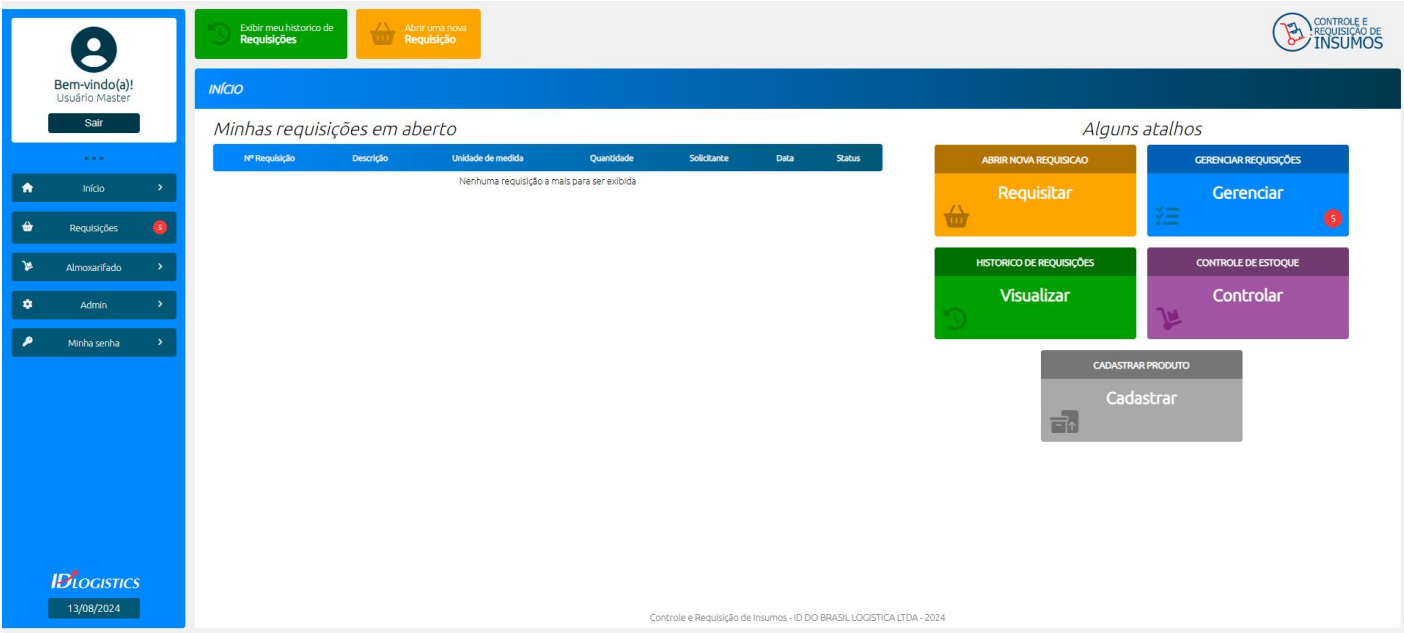 Bem-vindo(a)!
Usuário Master
Sair
Início
Requisições 5
Almoxarifado
Admin
Minha senha
IDLOGISTICS
13/08/2024
Exibir meu historico de
Requisições
Abrir uma nova
Requisição
CONTROLE E
REQUISIÇÃO DE
INSUMOS
INÍCIO
Minhas requisições em aberto
Nº Requisição Descrição Unidade de medida Quantidade Solicitante Data Status
Nenhuma requisição a mais para ser exibida
Alguns atalhos
ABRIR NOVA REQUISICAO
Requisitar
GERENCIAR REQUISIÇÕES
Gerenciar
5
HISTORICO DE REQUISIÇÕES
Visualizar
CONTROLE DE ESTOQUE
Controlar
CADASTRAR PRODUTO
Cadastrar
Controle e Requisição de Insumos - ID DO BRASIL LOGISTICA LTDA - 2024